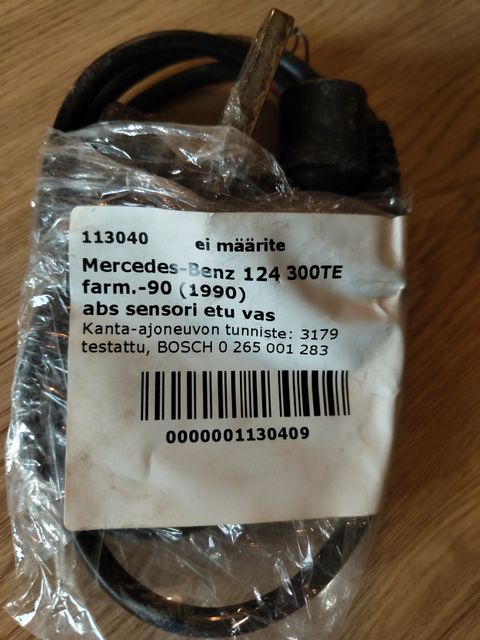 113040 ei määrite
Mercedes-Benz 124 300TE
farm.-90 (1990)
abs sensori etu vas
Kanta-ajoneuvon tunniste: 3179
testattu, BOSCH 0 265 001 283
0000001130409